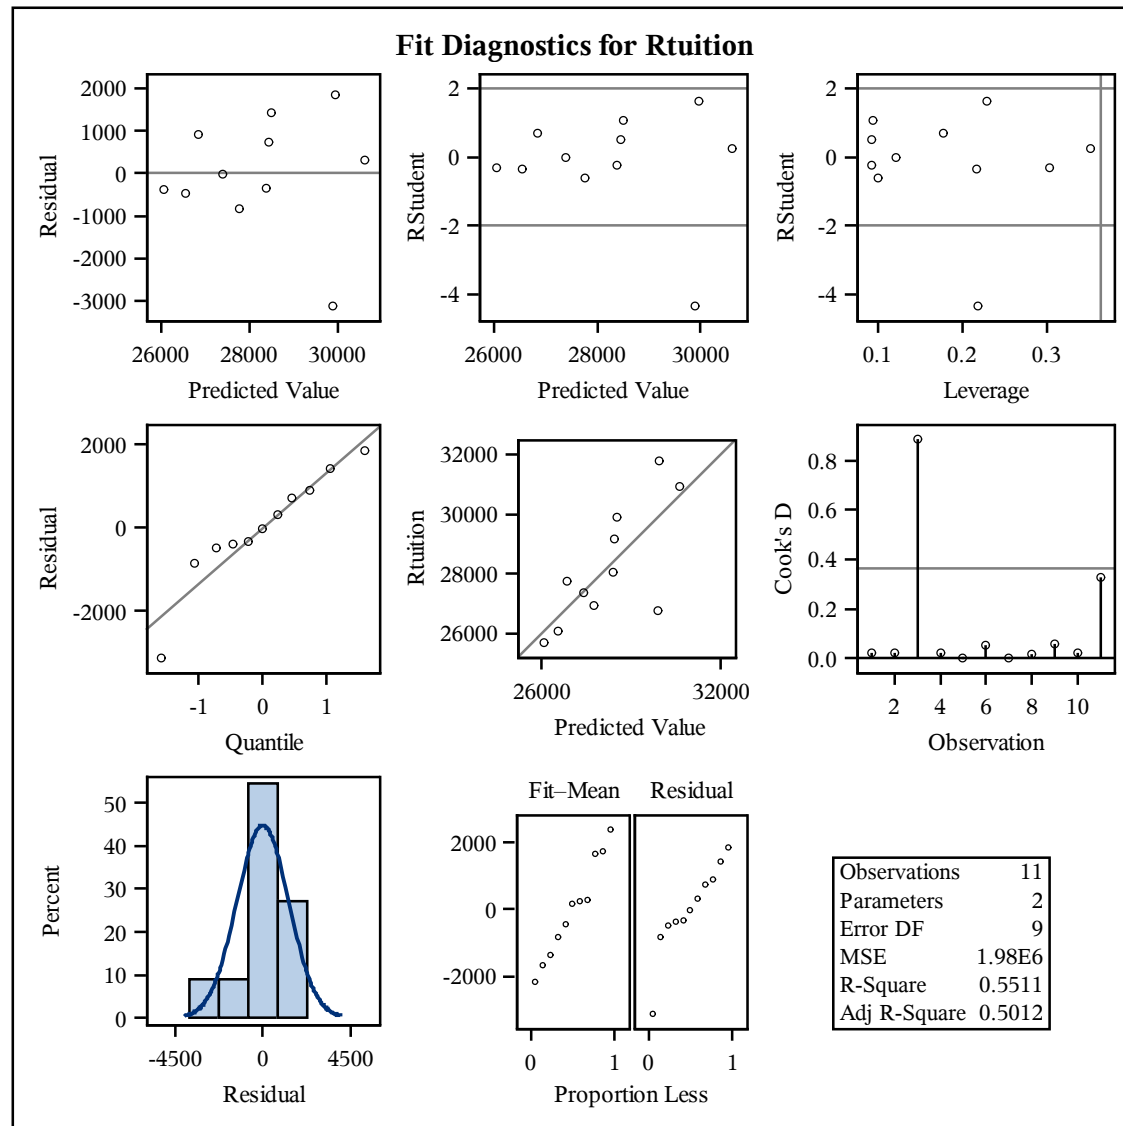 Fit Diagnostics for Rtuition
2000
1000
0
-1000
-2000
-3000
Residual
26000 28000 30000
Predicted Value
2
0
-2
-4
RStudent
26000 28000 30000
Predicted Value
2
0
-2
-4
RStudent
0.1 0.2 0.3
Leverage
2000
0
-2000
Residual
-1 0 1
Quantile
32000
30000
28000
26000
Rtuition
26000 32000
Predicted Value
0.8
0.6
0.4
0.2
0.0
Cook's D
2 4 6 8 10
Observation
50
40
30
20
10
0
Percent
-4500 0 4500
Residual
Fit–Mean Residual
2000
0
-2000
0 1 0 1
Proportion Less
Observations 11
Parameters 2
Error DF 9
MSE 1.98E6
R-Square 0.5511
Adj R-Square 0.5012